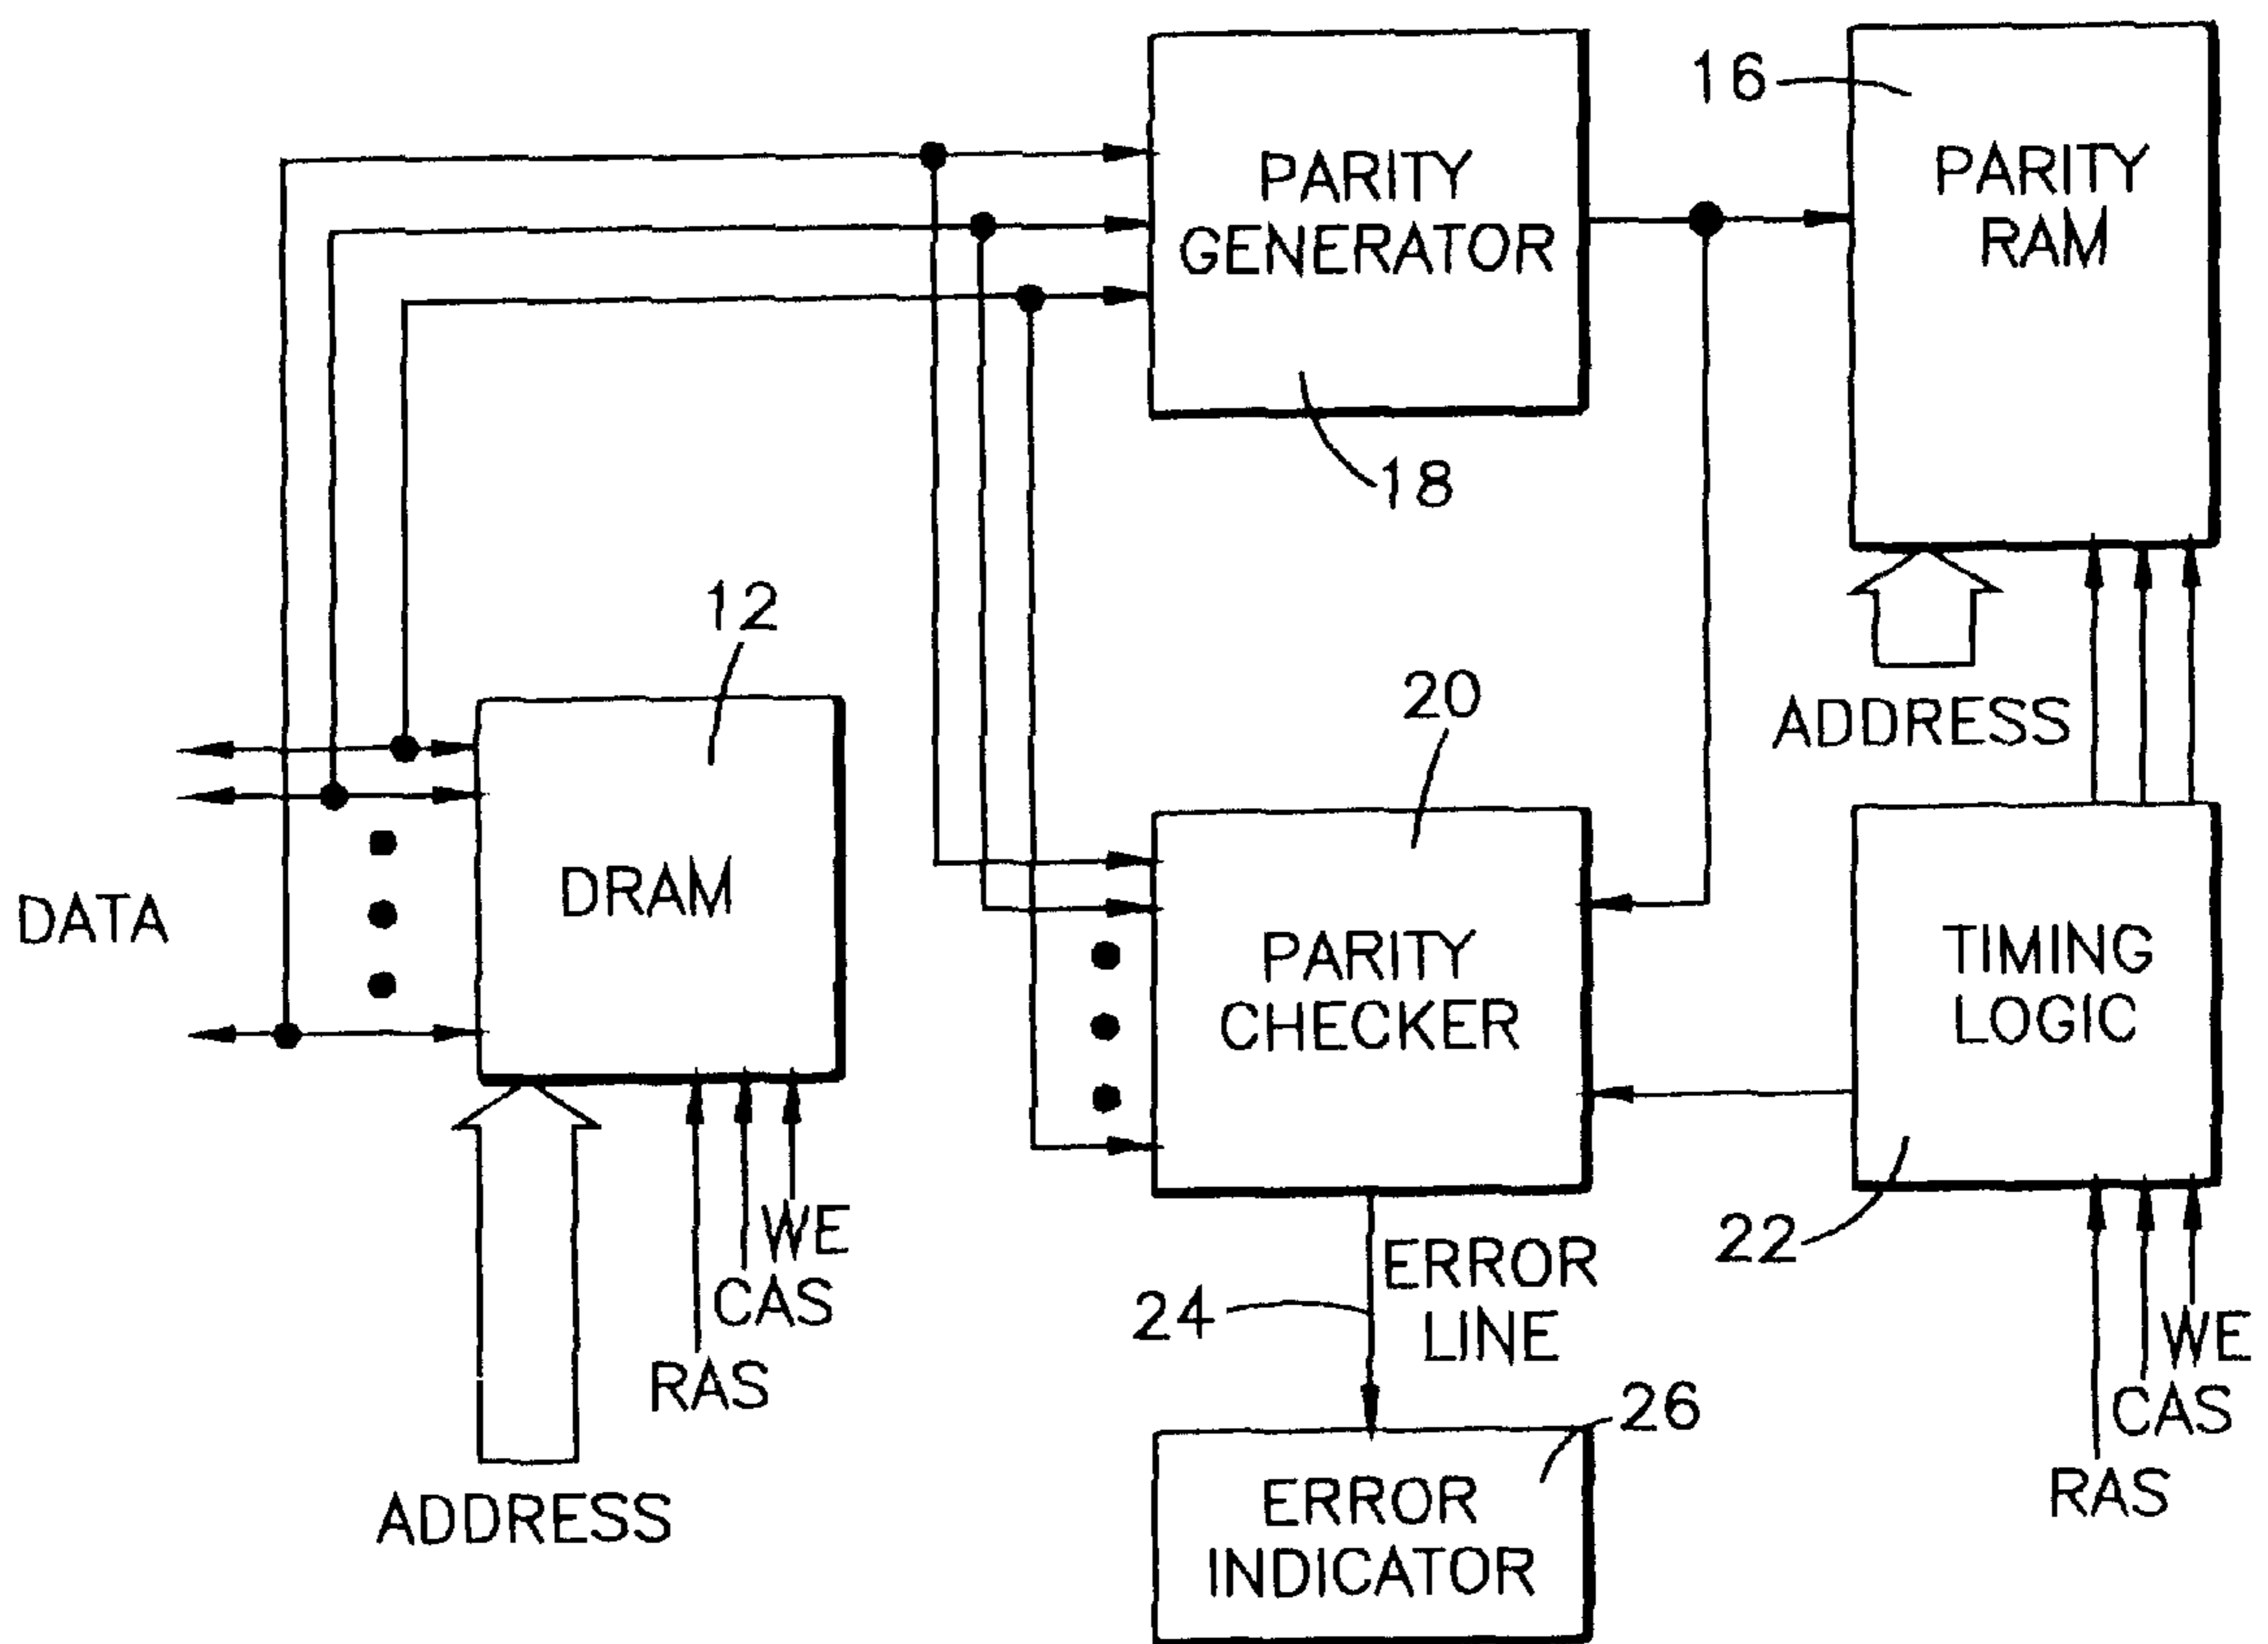 PARITY
GENERATOR
18
16
PARITY
RAM
ADDRESS
12
DRAM
DATA
WE
CAS
RAS
ADDRESS
20
PARITY
CHECKER
TIMING
LOGIC
22
WE
CAS
RAS
24
ERROR
LINE
26
ERROR
INDICATOR